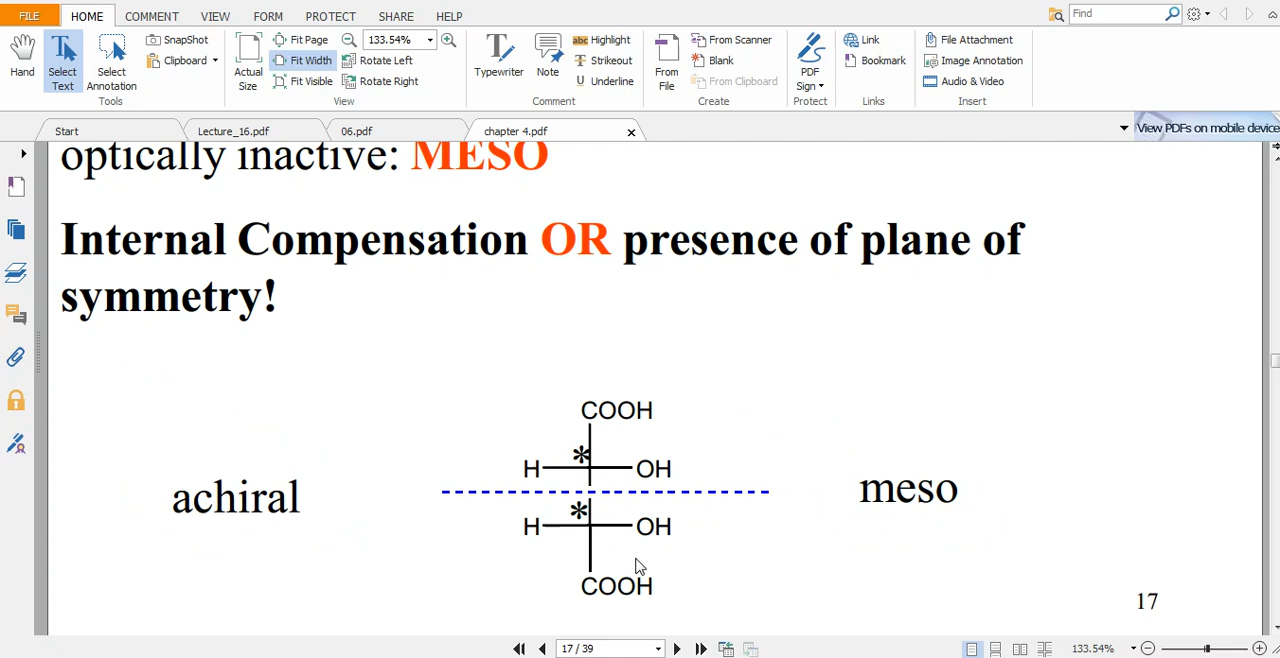 FILE HOME COMMENT VIEW FORM PROTECT SHARE HELP Find
Hand
Select Text
Select Annotation
SnapShot
Clipboard
Tools
Actual Size
Fit Page
Fit Width
Fit Visible
133.54%
Rotate Left
Rotate Right
View
Typewriter
Note
Highlight
Strikeout
Underline
Comment
From File
From Scanner
Blank
From Clipboard
Create
PDF Sign
Protect
Link
Bookmark
Links
File Attachment
Image Annotation
Audio & Video
Insert
Start Lecture_16.pdf 06.pdf chapter 4.pdf View PDFs on mobile device
optically inactive: MESO
Internal Compensation OR presence of plane of
symmetry!
COOH
*
H OH
achiral
meso
*
H OH
COOH
17
17 / 39 133.54%